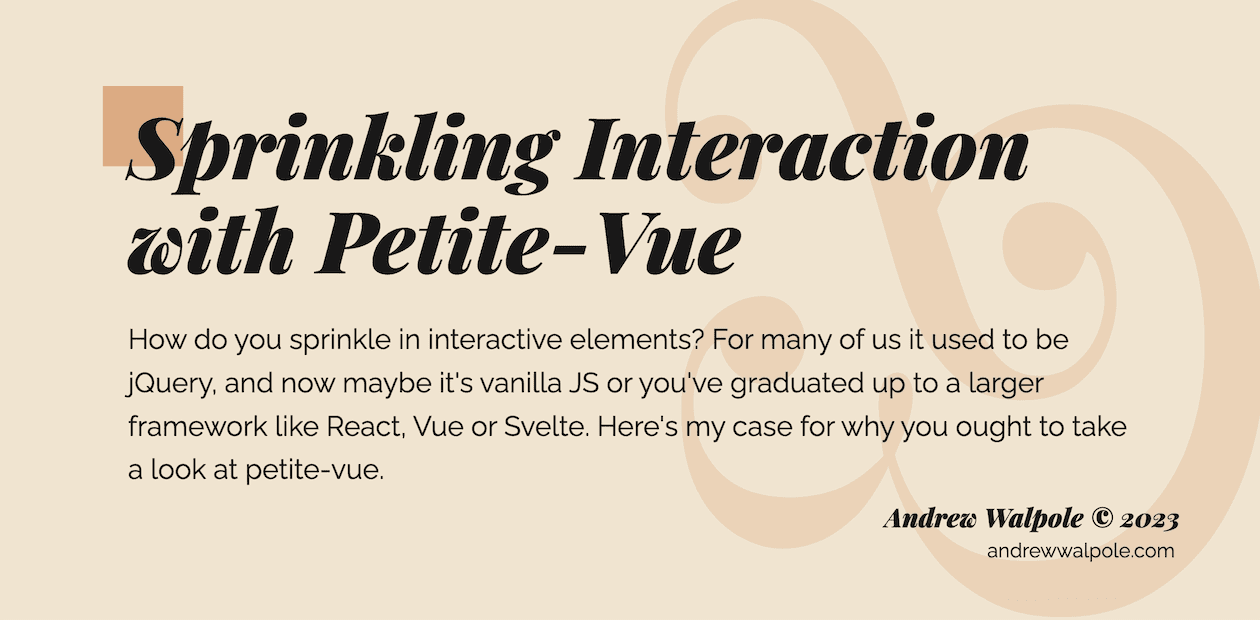 Sprinkling Interaction
with Petite-Vue
How do you sprinkle in interactive elements? For many of us it used to be
jQuery, and now maybe it's vanilla JS or you've graduated up to a larger
framework like React, Vue or Svelte. Here's my case for why you ought to take
a look at petite-vue.
Andrew Walpole © 2023
andrewwalpole.com